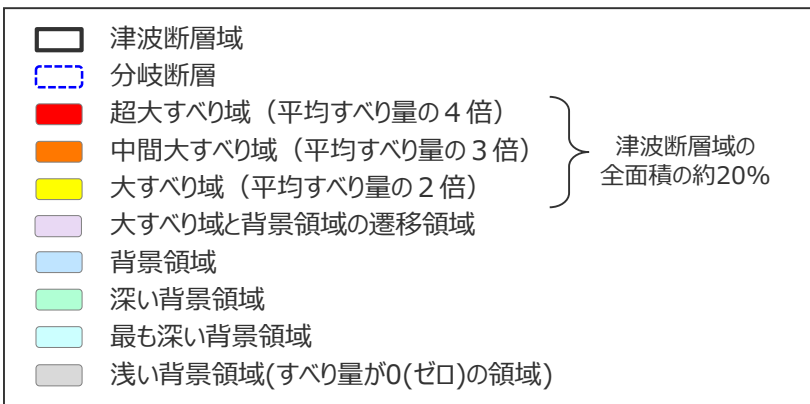 津波断層域
分岐断層
超大すべり域（平均すべり量の４倍）
中間大すべり域（平均すべり量の３倍）
大すべり域（平均すべり量の２倍）
津波断層域の
全面積の約20%
大すべり域と背景領域の遷移領域
背景領域
深い背景領域
最も深い背景領域
浅い背景領域(すべり量が0(ゼロ)の領域)